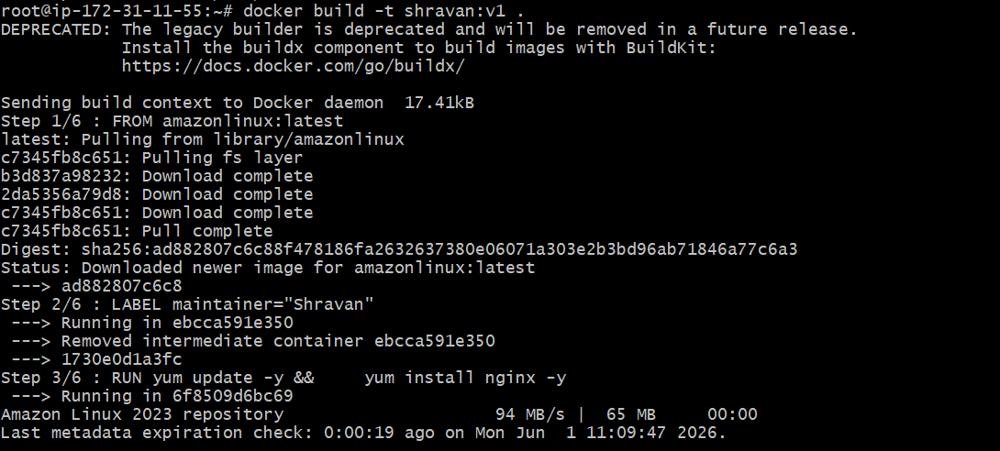 root@ip-172-31-11-55:~# docker build -t shravan:v1 .
DEPRECATED: The legacy builder is deprecated and will be removed in a future release.
            Install the buildx component to build images with BuildKit:
            https://docs.docker.com/go/buildx/

Sending build context to Docker daemon  17.41kB
Step 1/6 : FROM amazonlinux:latest
latest: Pulling from library/amazonlinux
c7345fb8c651: Pulling fs layer
b3d837a98232: Download complete
2da5356a79d8: Download complete
c7345fb8c651: Download complete
c7345fb8c651: Pull complete
Digest: sha256:ad882807c6c88f478186fa2632637380e06071a303e2b3bd96ab71846a77c6a3
Status: Downloaded newer image for amazonlinux:latest
 ---> ad882807c6c8
Step 2/6 : LABEL maintainer="Shravan"
 ---> Running in ebcca591e350
 ---> Removed intermediate container ebcca591e350
 ---> 1730e0d1a3fc
Step 3/6 : RUN yum update -y &&     yum install nginx -y
 ---> Running in 6f8509d6bc69
Amazon Linux 2023 repository                     94 MB/s |  65 MB     00:00
Last metadata expiration check: 0:00:19 ago on Mon Jun  1 11:09:47 2026.